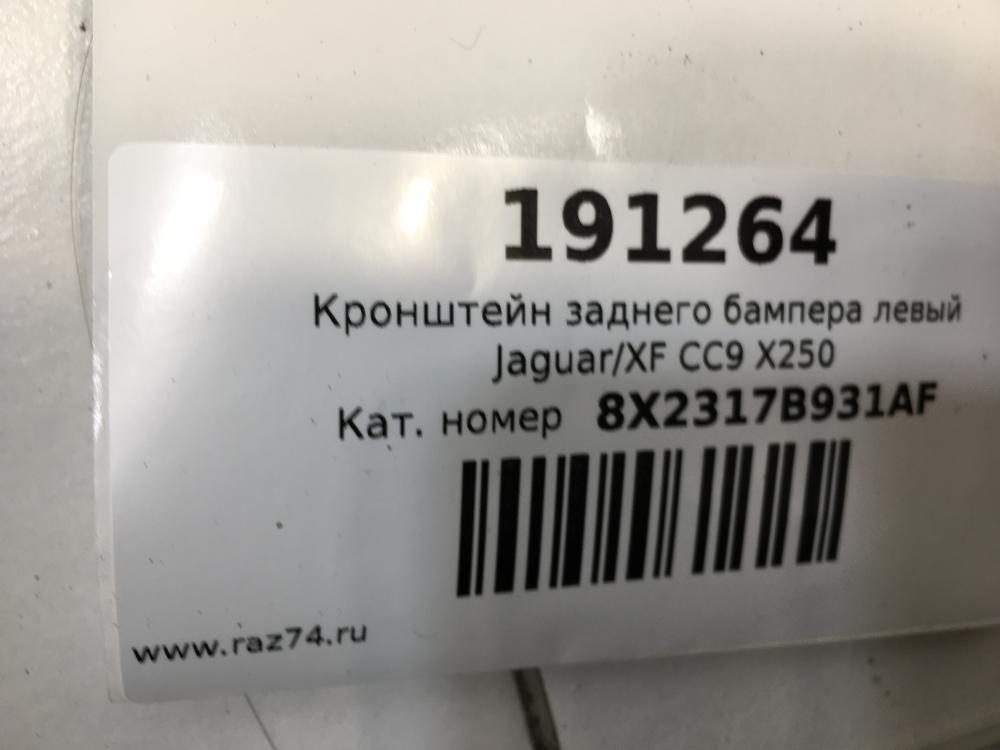 191264
Кронштейн заднего бампера левый
Jaguar/XF CC9 X250
Кат. номер 8X2317B931AF
www.raz74.ru